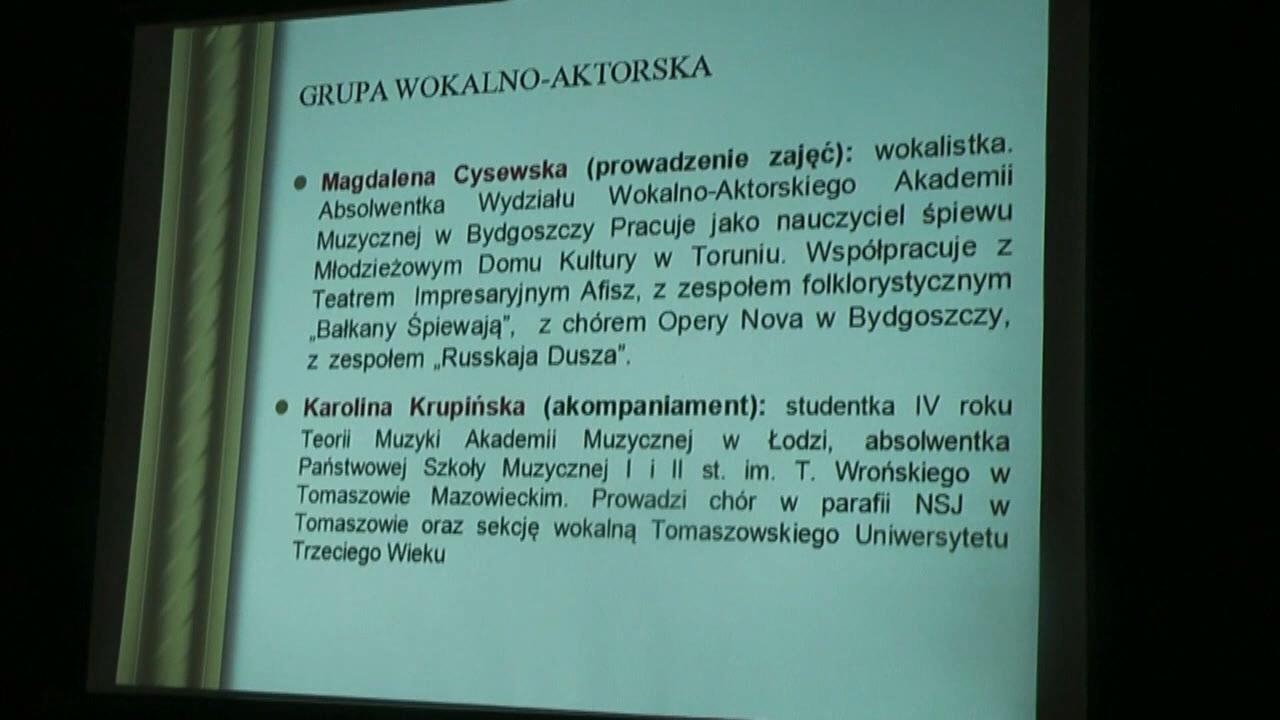 GRUPA WOKALNO-AKTORSKA
Magdalena Cysewska (prowadzenie zajęć): wokalistka.
Absolwentka Wydziału Wokalno-Aktorskiego Akademii
Muzycznej w Bydgoszczy Pracuje jako nauczyciel śpiewu
Młodzieżowym Domu Kultury w Toruniu. Współpracuje z
Teatrem Impresaryjnym Afisz, z zespołem folklorystycznym
„Bałkany Śpiewają”, z chórem Opery Nova w Bydgoszczy,
z zespołem „Russkaja Dusza”.
Karolina Krupińska (akompaniament): studentka IV roku
Teorii Muzyki Akademii Muzycznej w Łodzi, absolwentka
Państwowej Szkoły Muzycznej I i II st. im. T. Wrońskiego w
Tomaszowie Mazowieckim. Prowadzi chór w parafii NSJ w
Tomaszowie oraz sekcję wokalną Tomaszowskiego Uniwersytetu
Trzeciego Wieku